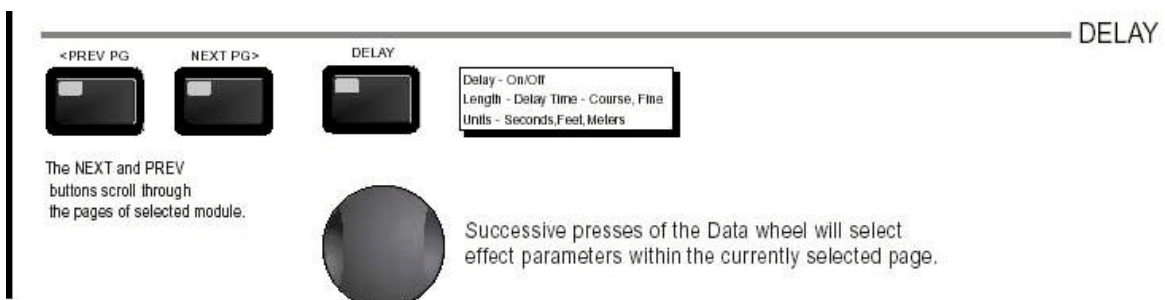 DELAY
<PREV PG
NEXT PG>
DELAY
Delay - On/Off
Length - Delay Time - Course, Fine
Units - Seconds,Feet,Meters
The NEXT and PREV
buttons scroll through
the pages of selected module.
Successive presses of the Data wheel will select
effect parameters within the currently selected page.